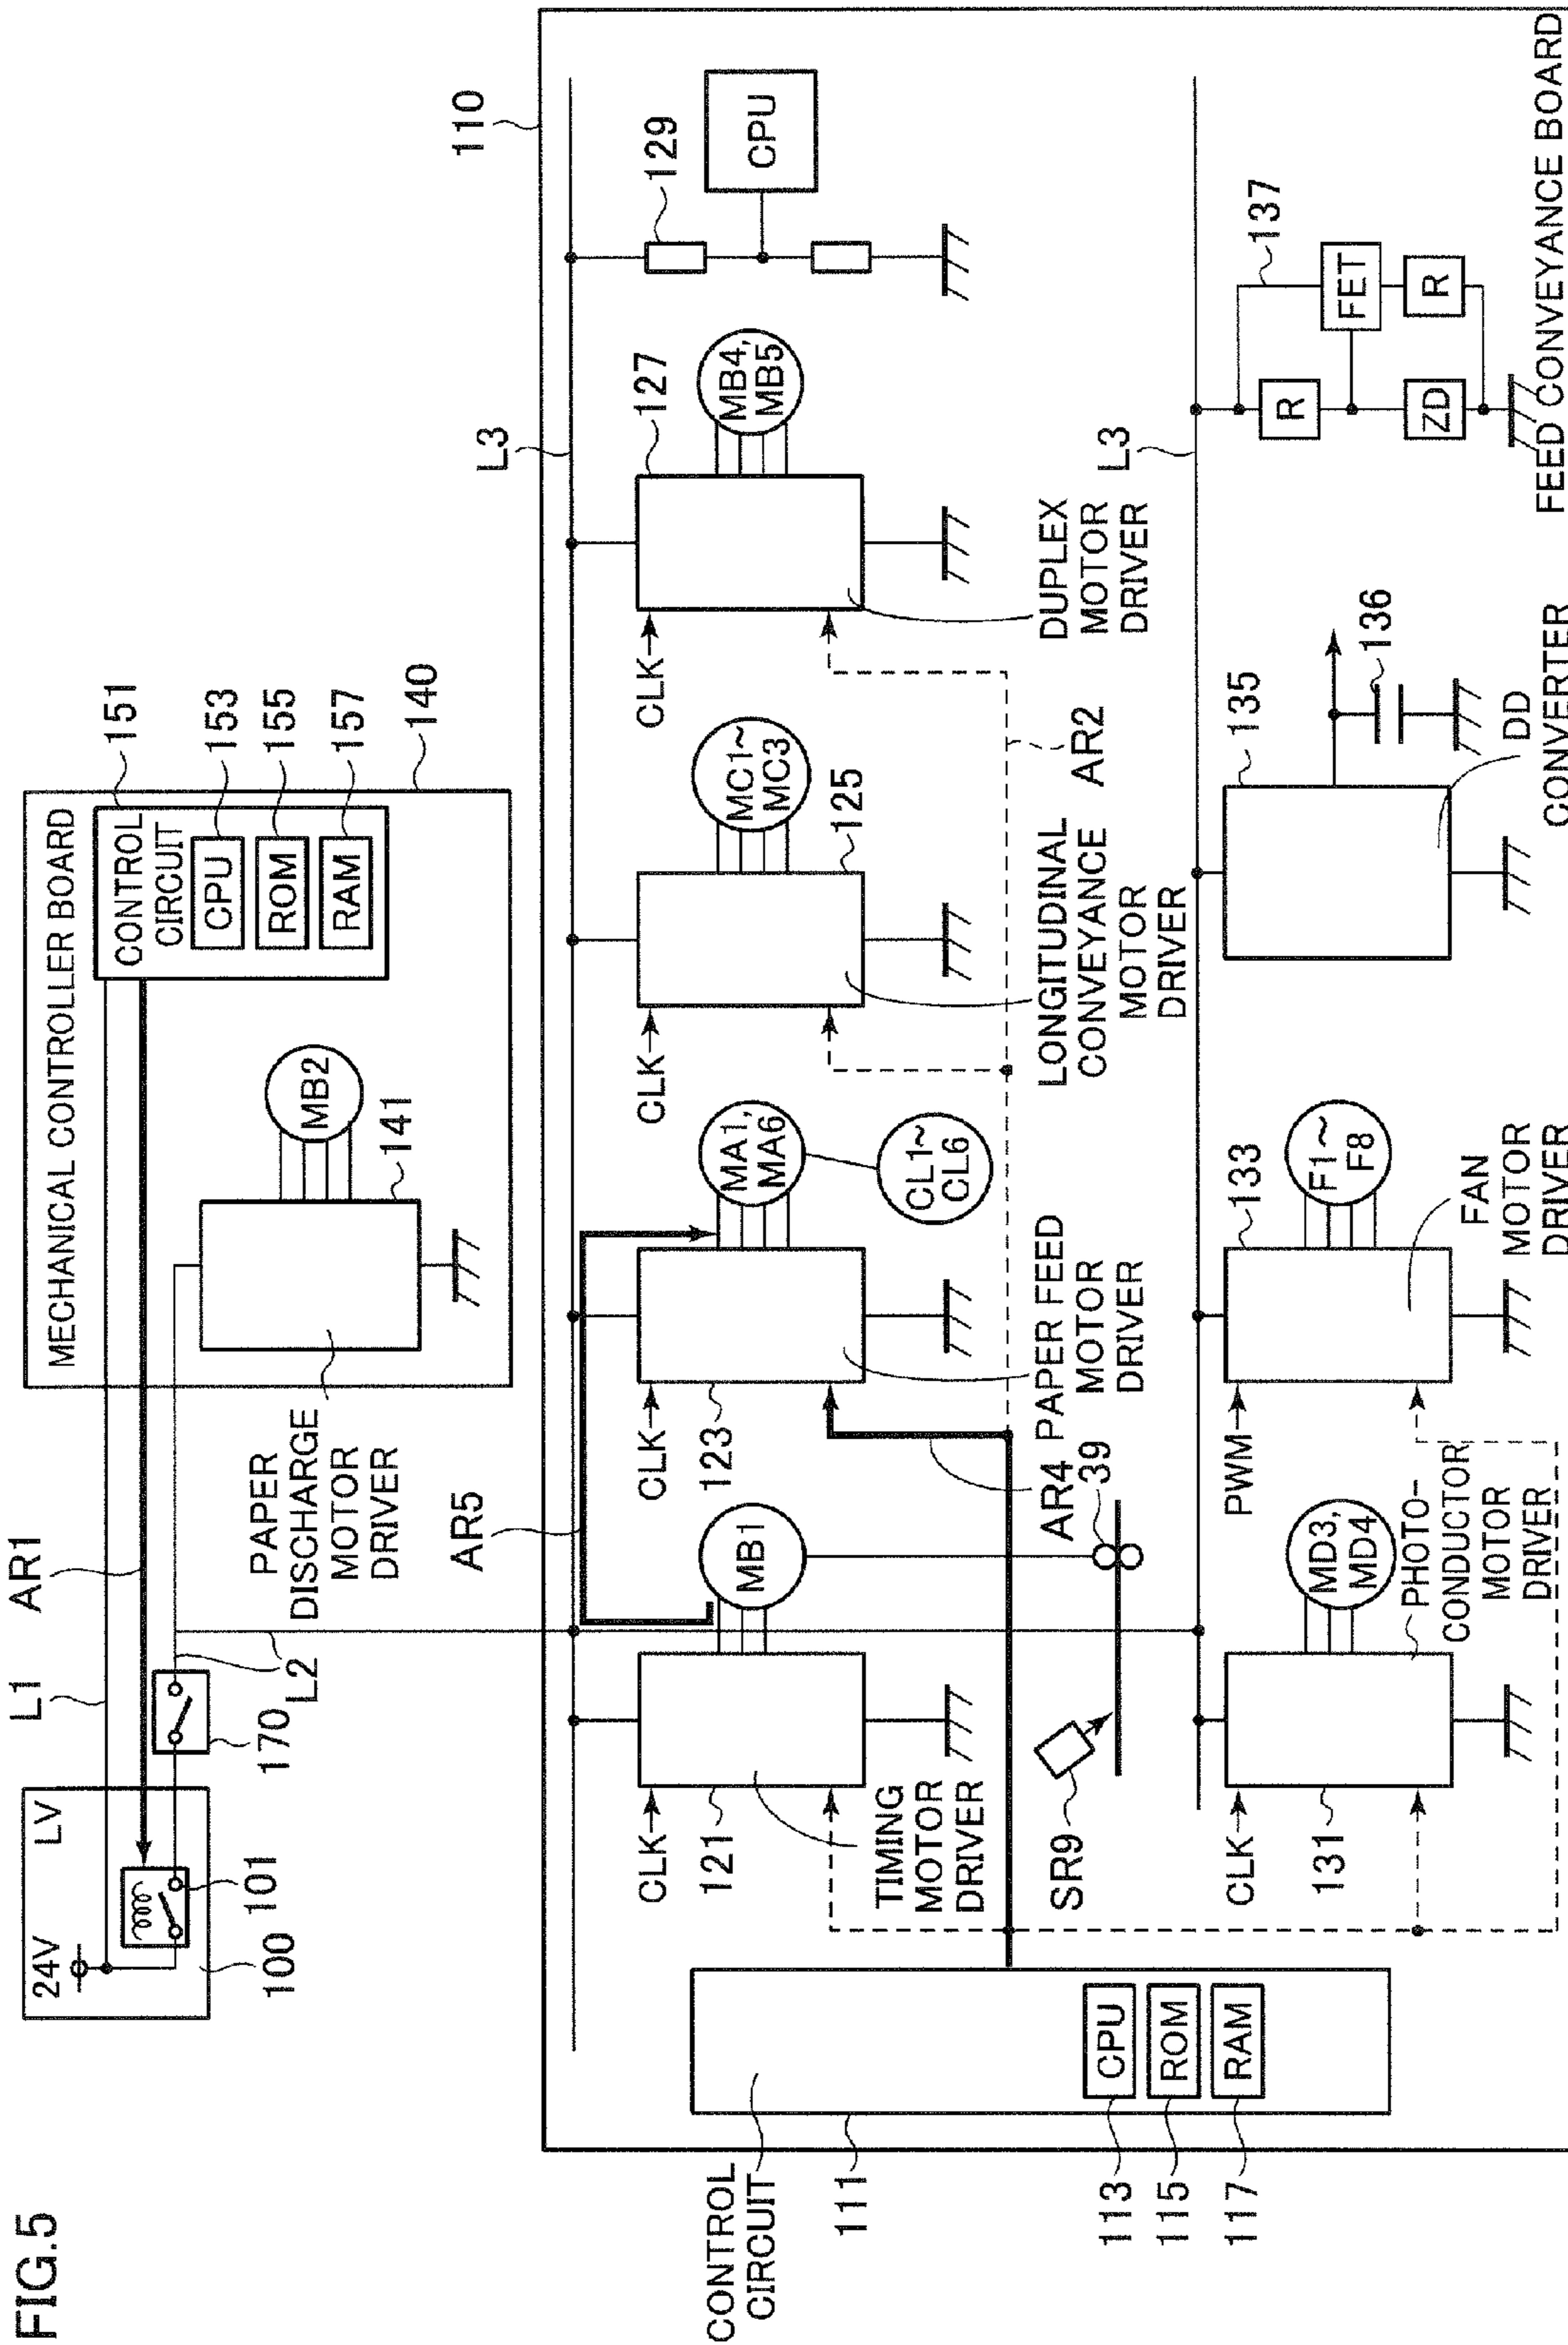 FIG.5
24V
LV
100
101
L1
AR1
170
L2
MECHANICAL CONTROLLER BOARD
CONTROL
CIRCUIT
CPU
ROM
RAM
151
153
155
157
140
MB2
141
PAPER
DISCHARGE
MOTOR
DRIVER
AR5
L3
110
CONTROL
CIRCUIT
111
CPU
ROM
RAM
113
115
117
CLK
121
TIMING
MOTOR
DRIVER
MB1
SR9
39
AR4
CLK
123
PAPER FEED
MOTOR
DRIVER
MA1,
MA6
CL1~
CL6
CLK
125
LONGITUDINAL
CONVEYANCE
MOTOR
DRIVER
MC1~
MC3
AR2
CLK
127
DUPLEX
MOTOR
DRIVER
MB4,
MB5
129
CPU
L3
CLK
131
PHOTO-
CONDUCTOR
MOTOR
DRIVER
MD3,
MD4
PWM
133
FAN
MOTOR
DRIVER
F1~
F8
135
DD
CONVERTER
136
137
R
ZD
FET
R
FEED CONVEYANCE BOARD